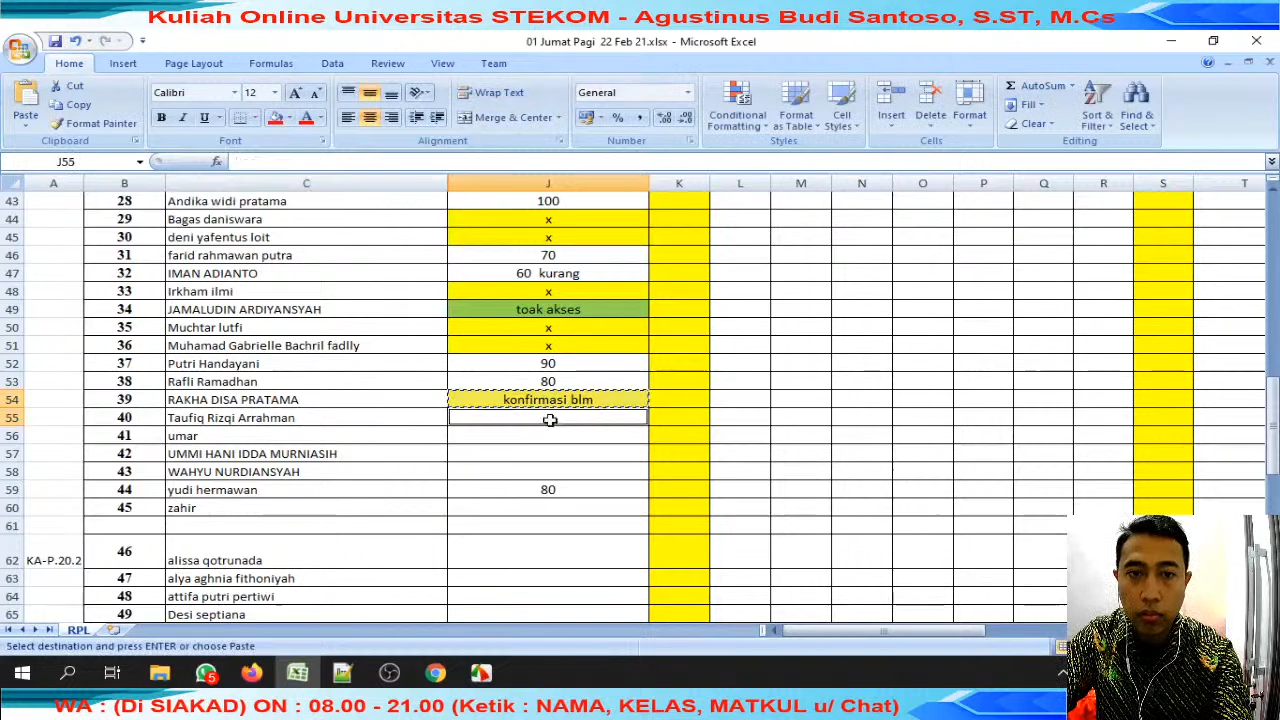 Kuliah Online Universitas STEKOM - Agustinus Budi Santoso, S.ST, M.Cs
01 Jumat Pagi 22 Feb 21.xlsx - Microsoft Excel
Home Insert Page Layout Formulas Data Review View Team
Cut
Copy
Format Painter
Paste
Clipboard
Calibri 12
B I U
Font
Wrap Text
Merge & Center
Alignment
General
% ,
Number
Conditional Formatting
Format as Table
Cell Styles
Styles
Insert Delete Format
Cells
Σ AutoSum
Fill
Clear
Sort & Filter
Find & Select
Editing
J55 fx
A B C J K L M N O P Q R S T
43 28 Andika widi pratama 100
44 29 Bagas daniswara x
45 30 deni yafentus loit x
46 31 farid rahmawan putra 70
47 32 IMAN ADIANTO 60 kurang
48 33 Irkham ilmi x
49 34 JAMALUDIN ARDIYANSYAH toak akses
50 35 Muchtar lutfi x
51 36 Muhamad Gabrielle Bachril fadlly x
52 37 Putri Handayani 90
53 38 Rafli Ramadhan 80
54 39 RAKHA DISA PRATAMA konfirmasi blm
55 40 Taufiq Rizqi Arrahman
56 41 umar
57 42 UMMI HANI IDDA MURNIASIH
58 43 WAHYU NURDIANSYAH
59 44 yudi hermawan 80
60 45 zahir
61
62 KA-P.20.2 46 alissa qotrunada
63 47 alya aghnia fithoniyah
64 48 attifa putri pertiwi
65 49 Desi septiana
RPL
Select destination and press ENTER or choose Paste
5
WA : (Di SIAKAD) ON : 08.00 - 21.00 (Ketik : NAMA, KELAS, MATKUL u/ Chat)